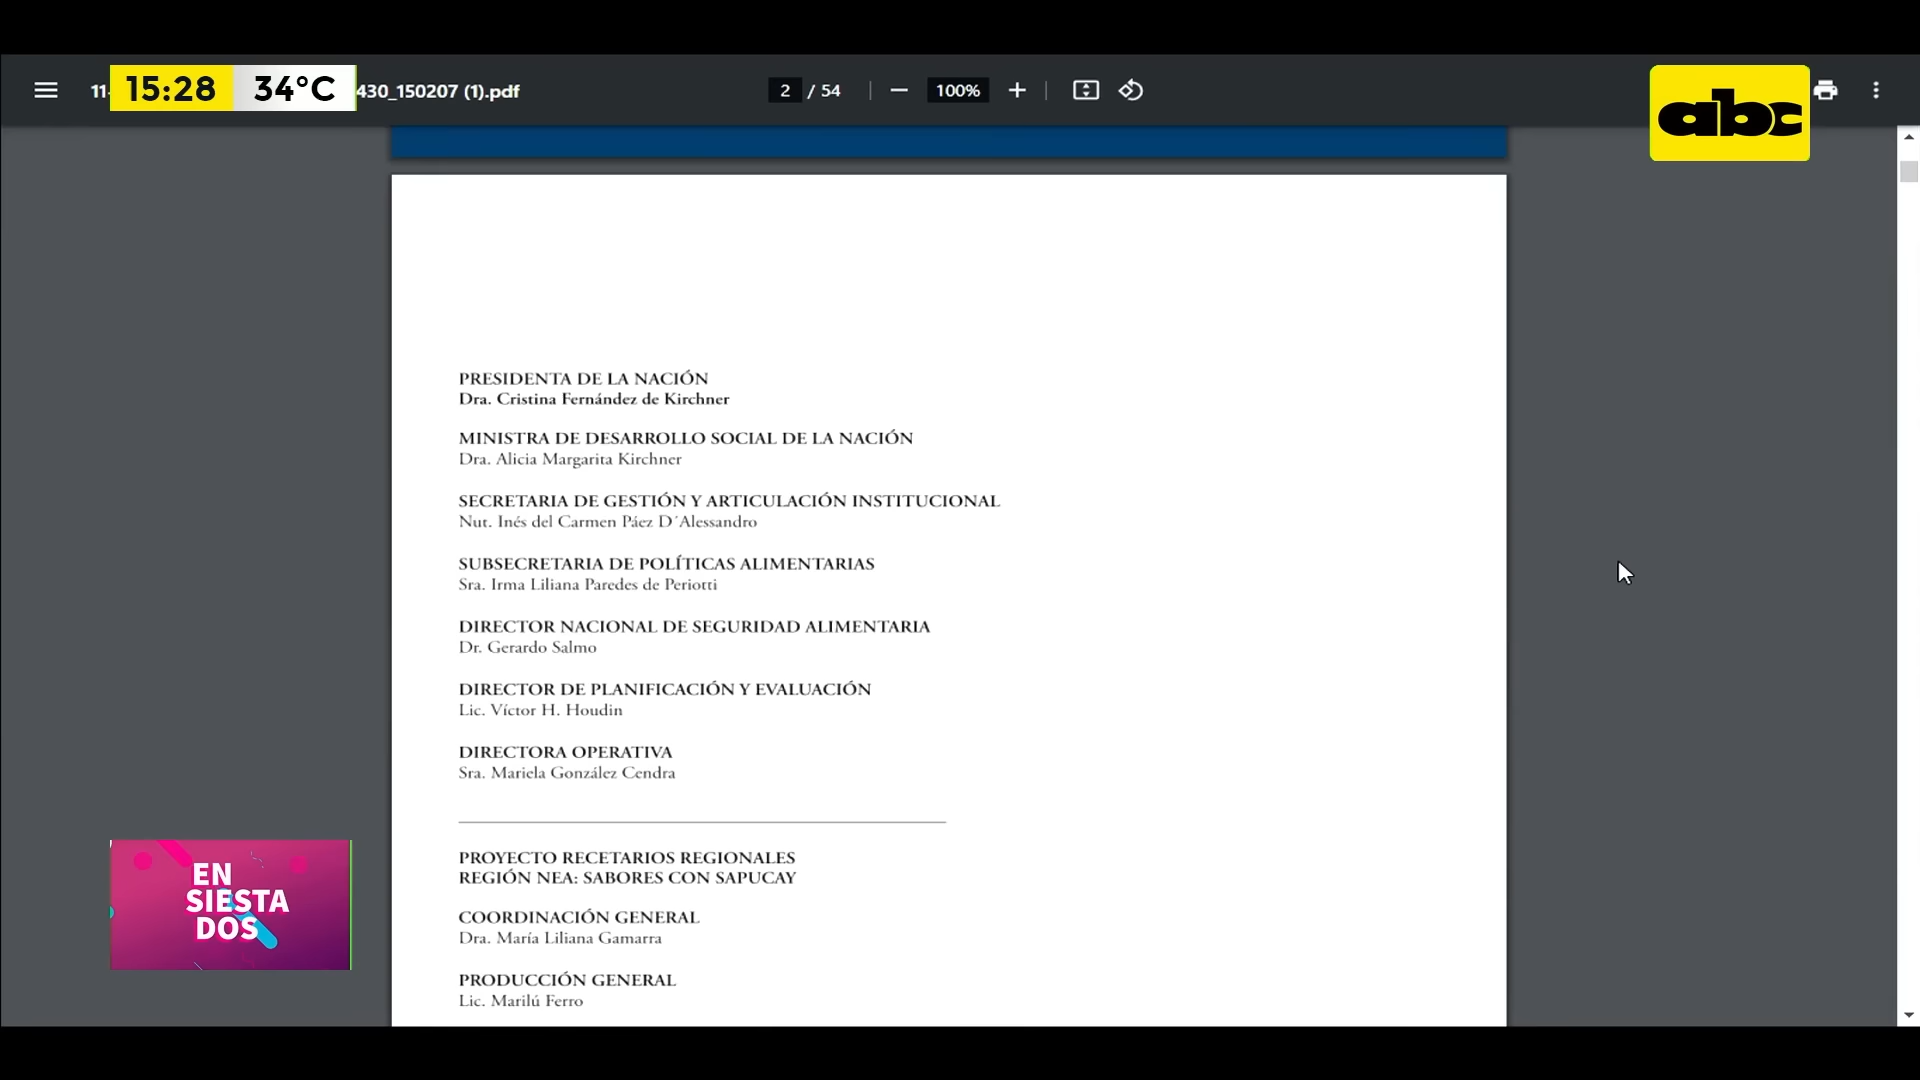 11-
15:28
34°C
430_150207 (1).pdf
2 / 54
100%
abc
PRESIDENTA DE LA NACIÓN
Dra. Cristina Fernández de Kirchner
MINISTRA DE DESARROLLO SOCIAL DE LA NACIÓN
Dra. Alicia Margarita Kirchner
SECRETARIA DE GESTIÓN Y ARTICULACIÓN INSTITUCIONAL
Nut. Inés del Carmen Páez D´Alessandro
SUBSECRETARIA DE POLÍTICAS ALIMENTARIAS
Sra. Irma Liliana Paredes de Periotti
DIRECTOR NACIONAL DE SEGURIDAD ALIMENTARIA
Dr. Gerardo Salmo
DIRECTOR DE PLANIFICACIÓN Y EVALUACIÓN
Lic. Víctor H. Houdin
DIRECTORA OPERATIVA
Sra. Mariela González Cendra
PROYECTO RECETARIOS REGIONALES
REGIÓN NEA: SABORES CON SAPUCAY
COORDINACIÓN GENERAL
Dra. María Liliana Gamarra
PRODUCCIÓN GENERAL
Lic. Marilú Ferro
EN
SIESTA
DOS